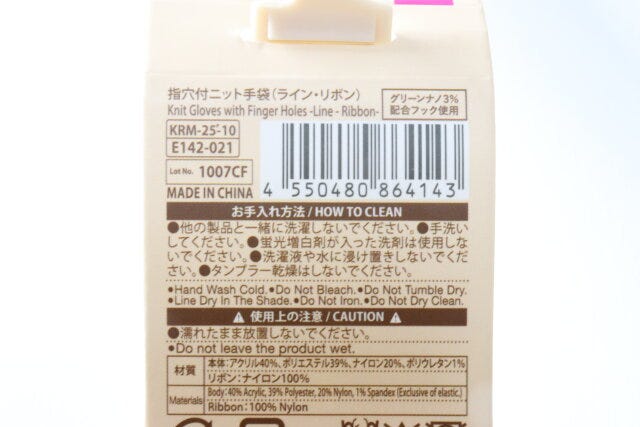 指穴付ニット手袋（ライン・リボン）
Knit Gloves with Finger Holes -Line - Ribbon-
グリーンナノ3%
配合フック使用
KRM-25'-10
E142-021
Lot No. 1007CF
MADE IN CHINA
4 550480 864143
お手入れ方法 / HOW TO CLEAN
●他の製品と一緒に洗濯しないでください。●手洗い
してください。●蛍光増白剤が入った洗剤は使用しな
いでください。●洗濯液や水に浸け置きしないでくださ
い。●タンブラー乾燥はしないでください。
●Hand Wash Cold. ●Do Not Bleach. ●Do Not Tumble Dry.
●Line Dry In The Shade. ●Do Not Iron. ●Do Not Dry Clean.
⚠ 使用上の注意 / CAUTION ⚠
●濡れたまま放置しないでください。
●Do not leave the product wet.
材質
本体：アクリル40%、ポリエステル39%、ナイロン20%、ポリウレタン1%
リボン：ナイロン100%
Materials
Body: 40% Acrylic, 39% Polyester, 20% Nylon, 1% Spandex (Exclusive of elastic.)
Ribbon: 100% Nylon